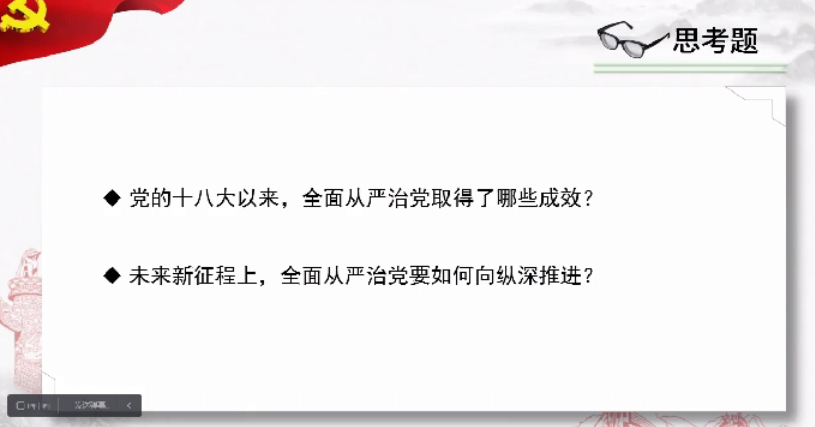 思考题
◆ 党的十八大以来，全面从严治党取得了哪些成效？
◆ 未来新征程上，全面从严治党要如何向纵深推进？